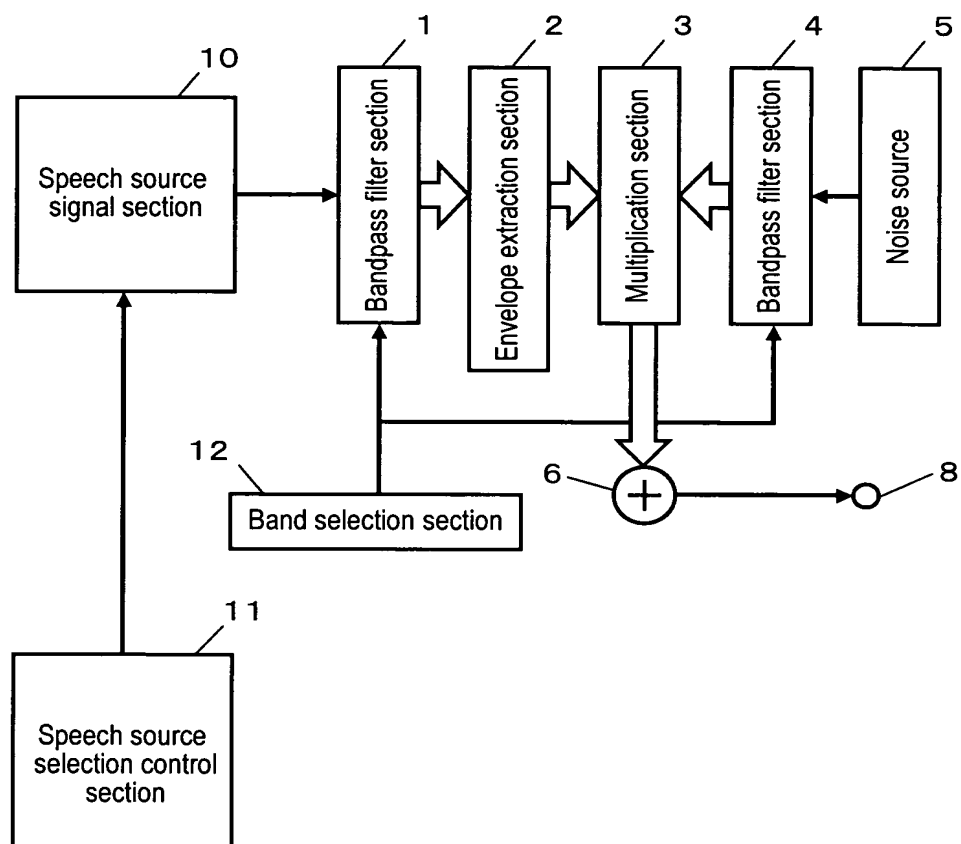 1
2
3
4
5
10
Speech source
signal section
Bandpass filter section
Envelope extraction section
Multiplication section
Bandpass filter section
Noise source
12
Band selection section
6
+
8
11
Speech source
selection control
section